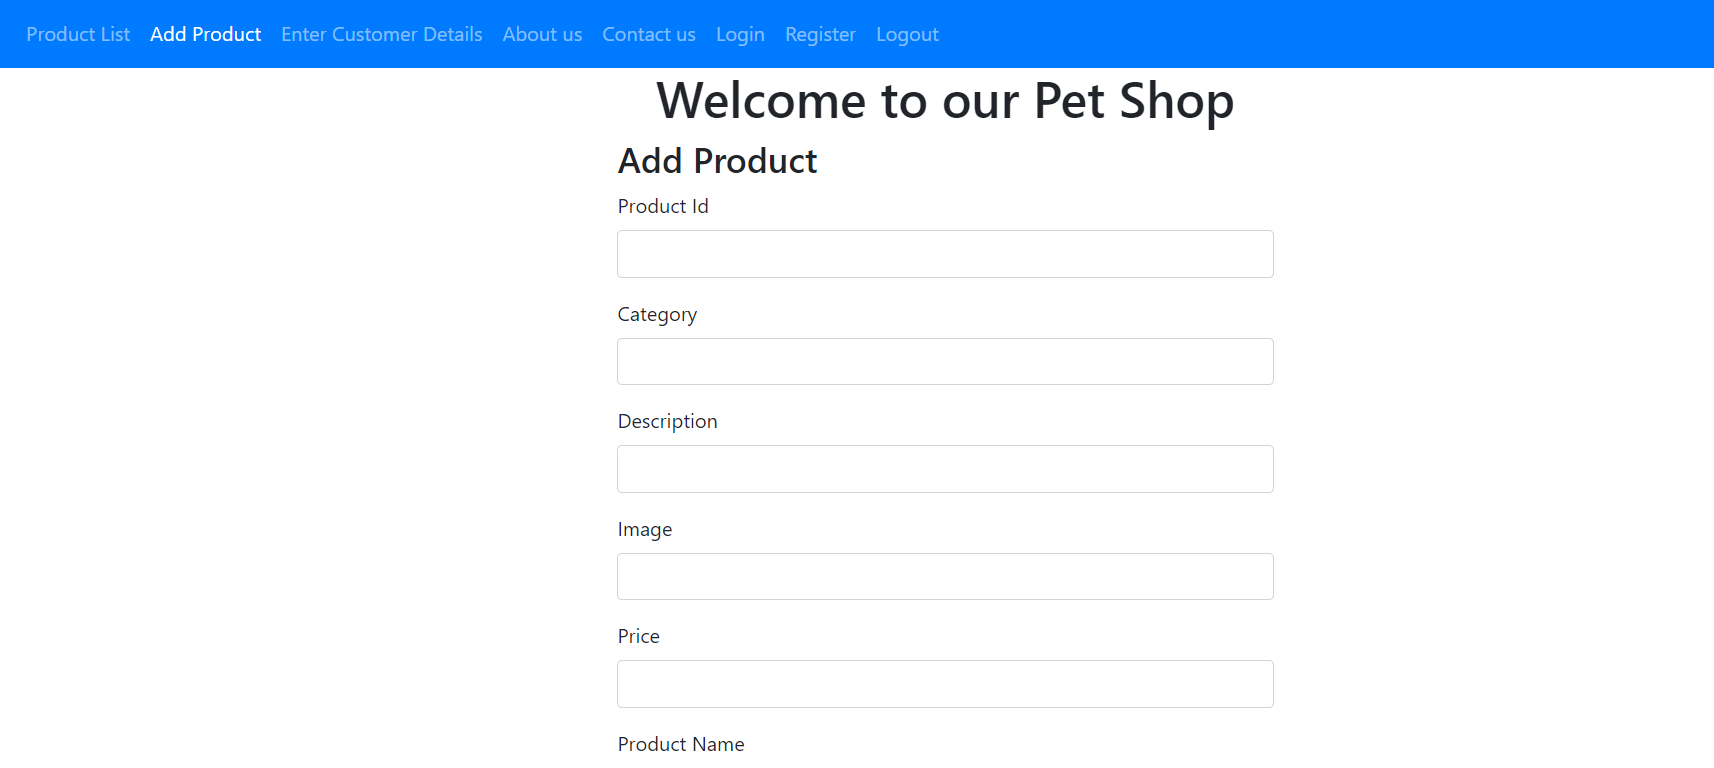 Product List Add Product Enter Customer Details About us Contact us Login Register Logout
Welcome to our Pet Shop
Add Product
Product Id
Category
Description
Image
Price
Product Name